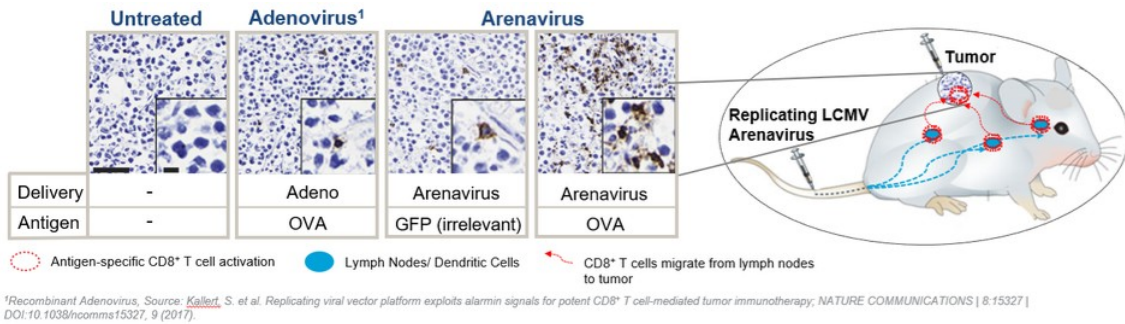 Untreated Adenovirus¹ Arenavirus
Tumor
Replicating LCMV
Arenavirus
Delivery - Adeno Arenavirus Arenavirus
Antigen - OVA GFP (irrelevant) OVA
Antigen-specific CD8⁺ T cell activation
Lymph Nodes/ Dendritic Cells
CD8⁺ T cells migrate from lymph nodes
to tumor
¹Recombinant Adenovirus, Source: Kallert, S. et al. Replicating viral vector platform exploits alarmin signals for potent CD8⁺ T cell-mediated tumor immunotherapy; NATURE COMMUNICATIONS | 8:15327 |
DOI:10.1038/ncomms15327, 9 (2017).